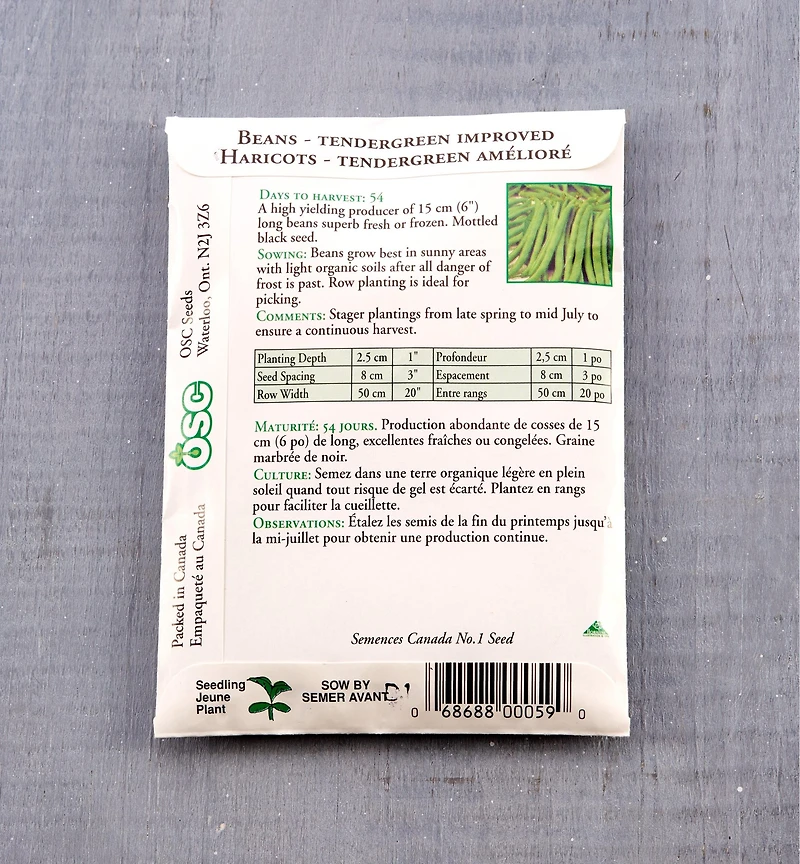 BEANS - TENDERGREEN IMPROVED
HARICOTS - TENDERGREEN AMÉLIORÉ
DAYS TO HARVEST: 54
A high yielding producer of 15 cm (6")
long beans superb fresh or frozen. Mottled
black seed.
SOWING: Beans grow best in sunny areas
with light organic soils after all danger of
frost is past. Row planting is ideal for
picking.
COMMENTS: Stager plantings from late spring to mid July to
ensure a continuous harvest.
Planting Depth 2.5 cm 1" Profondeur 2,5 cm 1 po
Seed Spacing 8 cm 3" Espacement 8 cm 3 po
Row Width 50 cm 20" Entre rangs 50 cm 20 po
MATURITÉ: 54 JOURS. Production abondante de cosses de 15
cm (6 po) de long, excellentes fraîches ou congelées. Graine
marbrée de noir.
CULTURE: Semez dans une terre organique légère en plein
soleil quand tout risque de gel est écarté. Plantez en rangs
pour faciliter la cueillette.
OBSERVATIONS: Étalez les semis de la fin du printemps jusqu'à
la mi-juillet pour obtenir une production continue.
Semences Canada No.1 Seed
OSC Seeds
Waterloo, Ont. N2J 3Z6
OSC
Packed in Canada
Empaqueté au Canada
Seedling
Jeune
Plant
SOW BY
SEMER AVANT
0 68688 00059 0